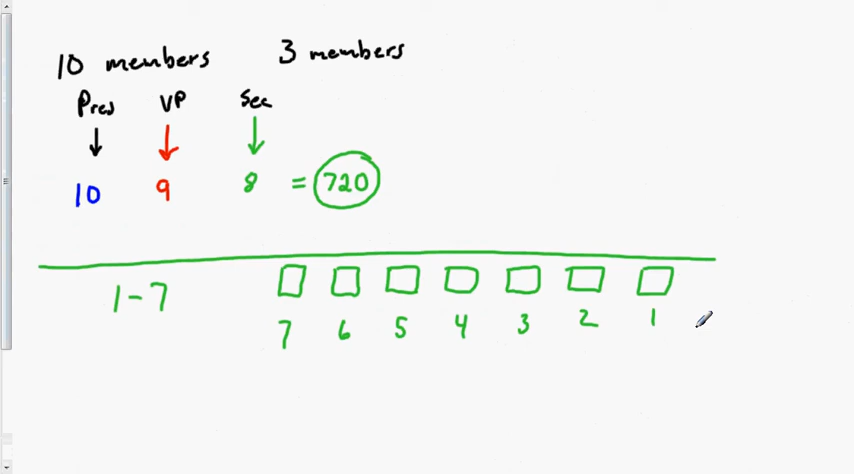 10 members 3 members
Pres VP Sec
10 9 8 = 720
1-7
7 6 5 4 3 2 1